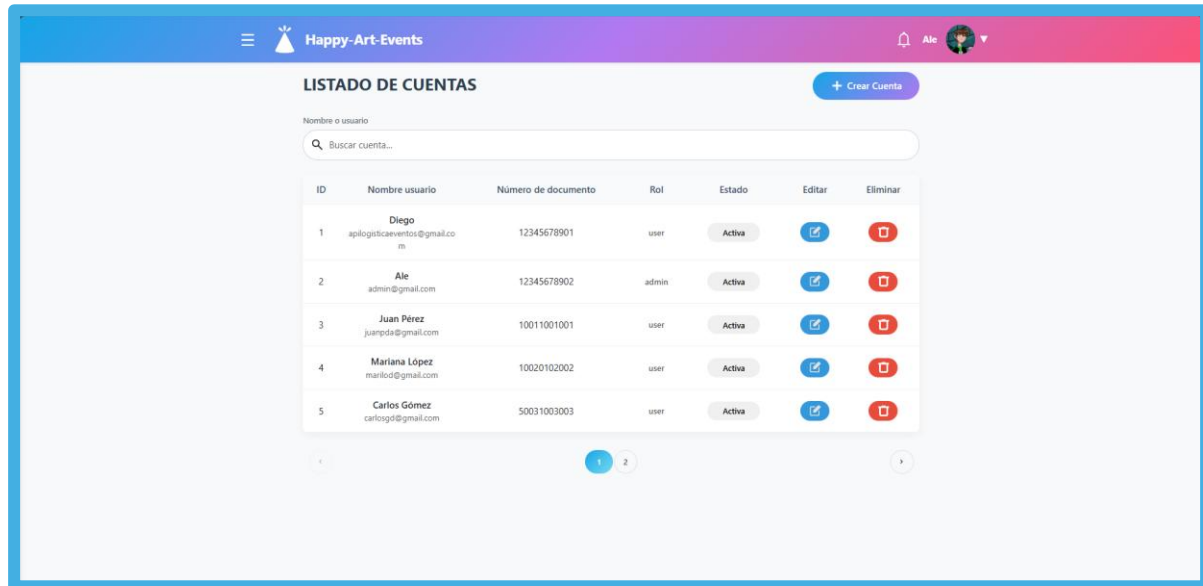 Happy-Art-Events
Ale
LISTADO DE CUENTAS
Crear Cuenta
Nombre o usuario
Buscar cuenta...
ID Nombre usuario Número de documento Rol Estado Editar Eliminar
Diego
1 apilogisticaeventos@gmail.co 12345678901 user Activa
m
Ale
2 admin@gmail.com 12345678902 admin Activa
Juan Pérez
3 juanpda@gmail.com 10011001001 user Activa
Mariana López
4 marilod@gmail.com 10020102002 user Activa
Carlos Gómez
5 carlosgd@gmail.com 50031003003 user Activa
1 2